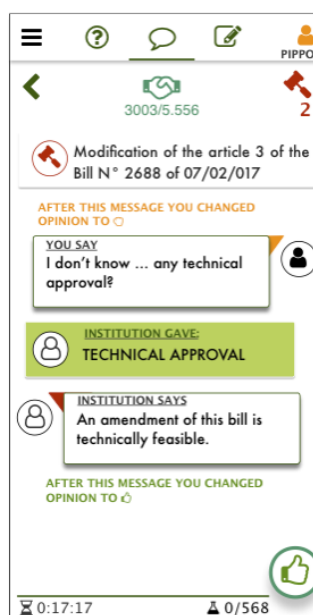 PIPPO
3003/5.556
2
Modification of the article 3 of the
Bill N° 2688 of 07/02/017
AFTER THIS MESSAGE YOU CHANGED
OPINION TO
YOU SAY
I don't know ... any technical
approval?
INSTITUTION GAVE:
TECHNICAL APPROVAL
INSTITUTION SAYS
An amendment of this bill is
technically feasible.
AFTER THIS MESSAGE YOU CHANGED
OPINION TO
0:17:17
0/568